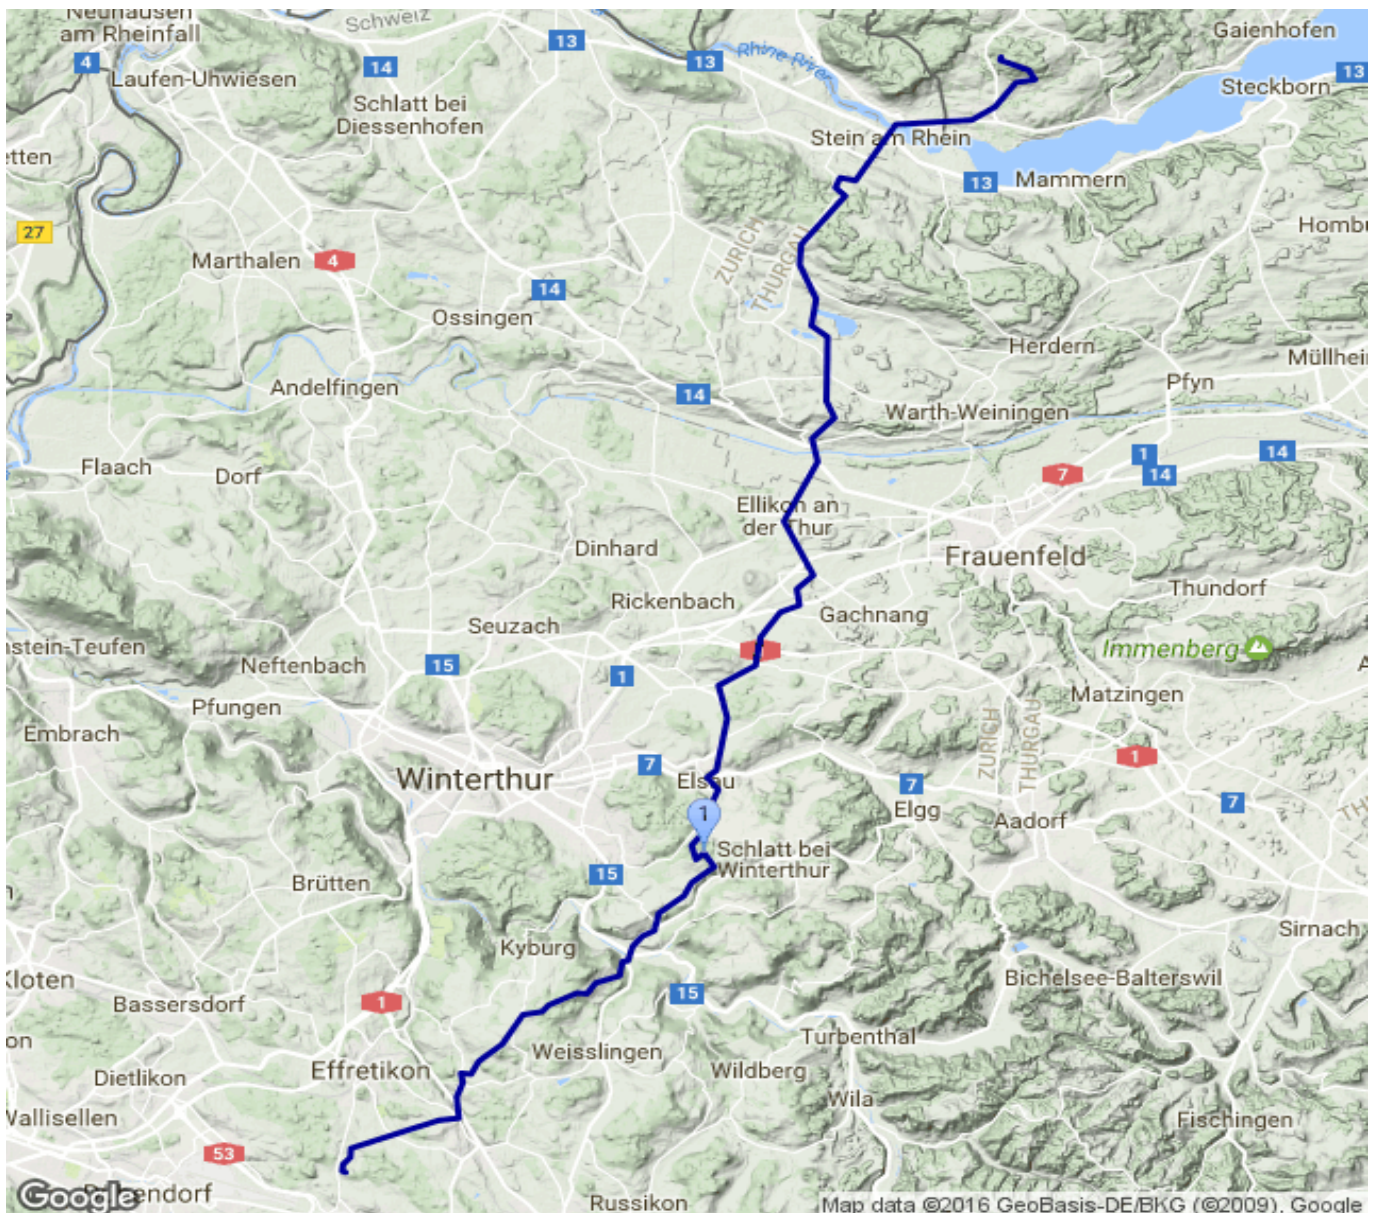 Neuhausen
am Rheinfall
Schweiz
Gaienhofen
4
13
14
13
Rhine River
13
Laufen-Uhwiesen
Steckborn
Schlatt bei
Diessenhofen
Stein am Rhein
etten
13
Mammern
27
Hombu
ZURICH
THURGAU
Marthalen
4
14
Ossingen
Herdern
Müllhei
Andelfingen
14
Pfyn
Warth-Weiningen
Flaach
Dorf
1
14
7
14
Ellikon an
der Thur
Dinhard
Frauenfeld
Thundorf
Rickenbach
Gachnang
Seuzach
nstein-Teufen
Neftenbach
15
1
Immenberg
Matzingen
Pfungen
Embrach
ZURICH
THURGAU
1
Winterthur
7
Elsau
7
Elgg
7
Aadorf
1
Schlatt bei
Winterthur
15
Brütten
Kyburg
Sirnach
Kloten
Bassersdorf
1
15
Bichelsee-Balterswil
Turbenthal
Weisslingen
Effretikon
Wildberg
Dietlikon
Wila
Wallisellen
Fischingen
53
Google
Russikon
Map data ©2016 GeoBasis-DE/BKG (©2009), Google